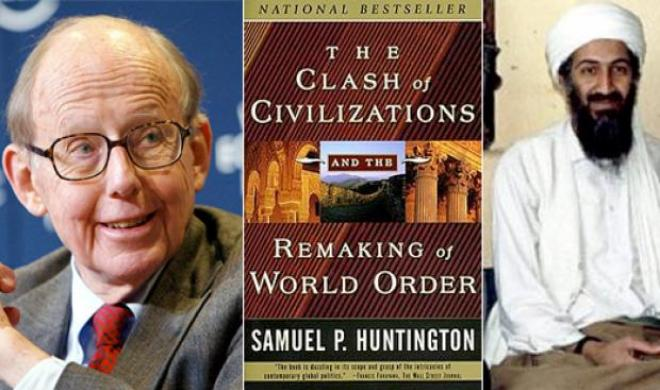 NATIONAL BESTSELLER
THE
CLASH of
CIVILIZATIONS
AND THE
REMAKING of
WORLD ORDER
SAMUEL P. HUNTINGTON
"The book is dazzling in its scope and grasp of the intricacies
of contemporary global politics." —Francis Fukuyama, The Wall Street Journal